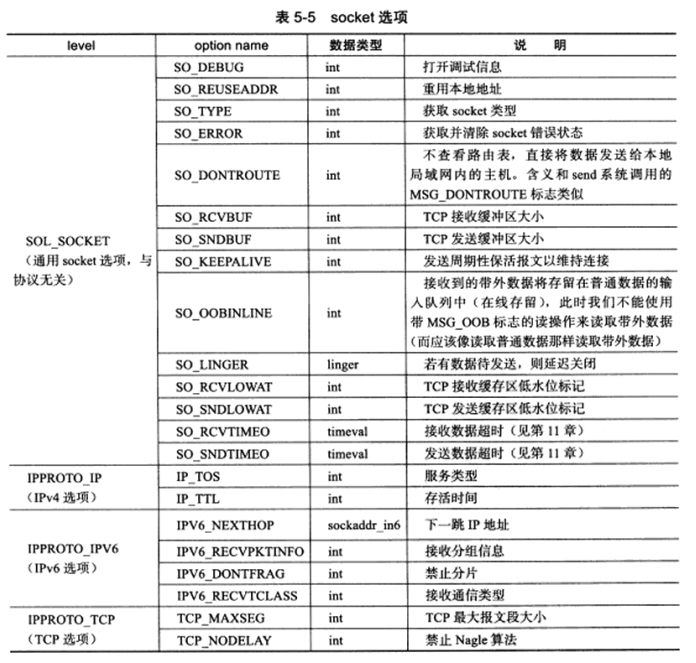 表 5-5 socket 选项
level option name 数据类型 说 明
SO_DEBUG int 打开调试信息
SO_REUSEADDR int 重用本地地址
SO_TYPE int 获取 socket 类型
SO_ERROR int 获取并清除 socket 错误状态
不查看路由表，直接将数据发送给本地
SO_DONTROUTE int 局域网内的主机。含义和 send 系统调用的
MSG_DONTROUTE 标志类似
SO_RCVBUF int TCP 接收缓冲区大小
SOL_SOCKET SO_SNDBUF int TCP 发送缓冲区大小
（通用 socket 选项，与 SO_KEEPALIVE int 发送周期性保活报文以维持连接
协议无关）
接收到的带外数据将存留在普通数据的输
SO_OOBINLINE int 入队列中（在线存留），此时我们不能使用
带 MSG_OOB 标志的读操作来读取带外数据
（而应该像读取普通数据那样读取带外数据）
SO_LINGER linger 若有数据待发送，则延迟关闭
SO_RCVLOWAT int TCP 接收缓存区低水位标记
SO_SNDLOWAT int TCP 发送缓存区低水位标记
SO_RCVTIMEO timeval 接收数据超时（见第 11 章）
SO_SNDTIMEO timeval 发送数据超时（见第 11 章）
IPPROTO_IP IP_TOS int 服务类型
（IPv4 选项） IP_TTL int 存活时间
IPV6_NEXTHOP sockaddr_in6 下一跳 IP 地址
IPPROTO_IPV6 IPV6_RECVPKTINFO int 接收分组信息
（IPv6 选项） IPV6_DONTFRAG int 禁止分片
IPV6_RECVTCLASS int 接收通信类型
IPPROTO_TCP TCP_MAXSEG int TCP 最大报文段大小
（TCP 选项） TCP_NODELAY int 禁止 Nagle 算法